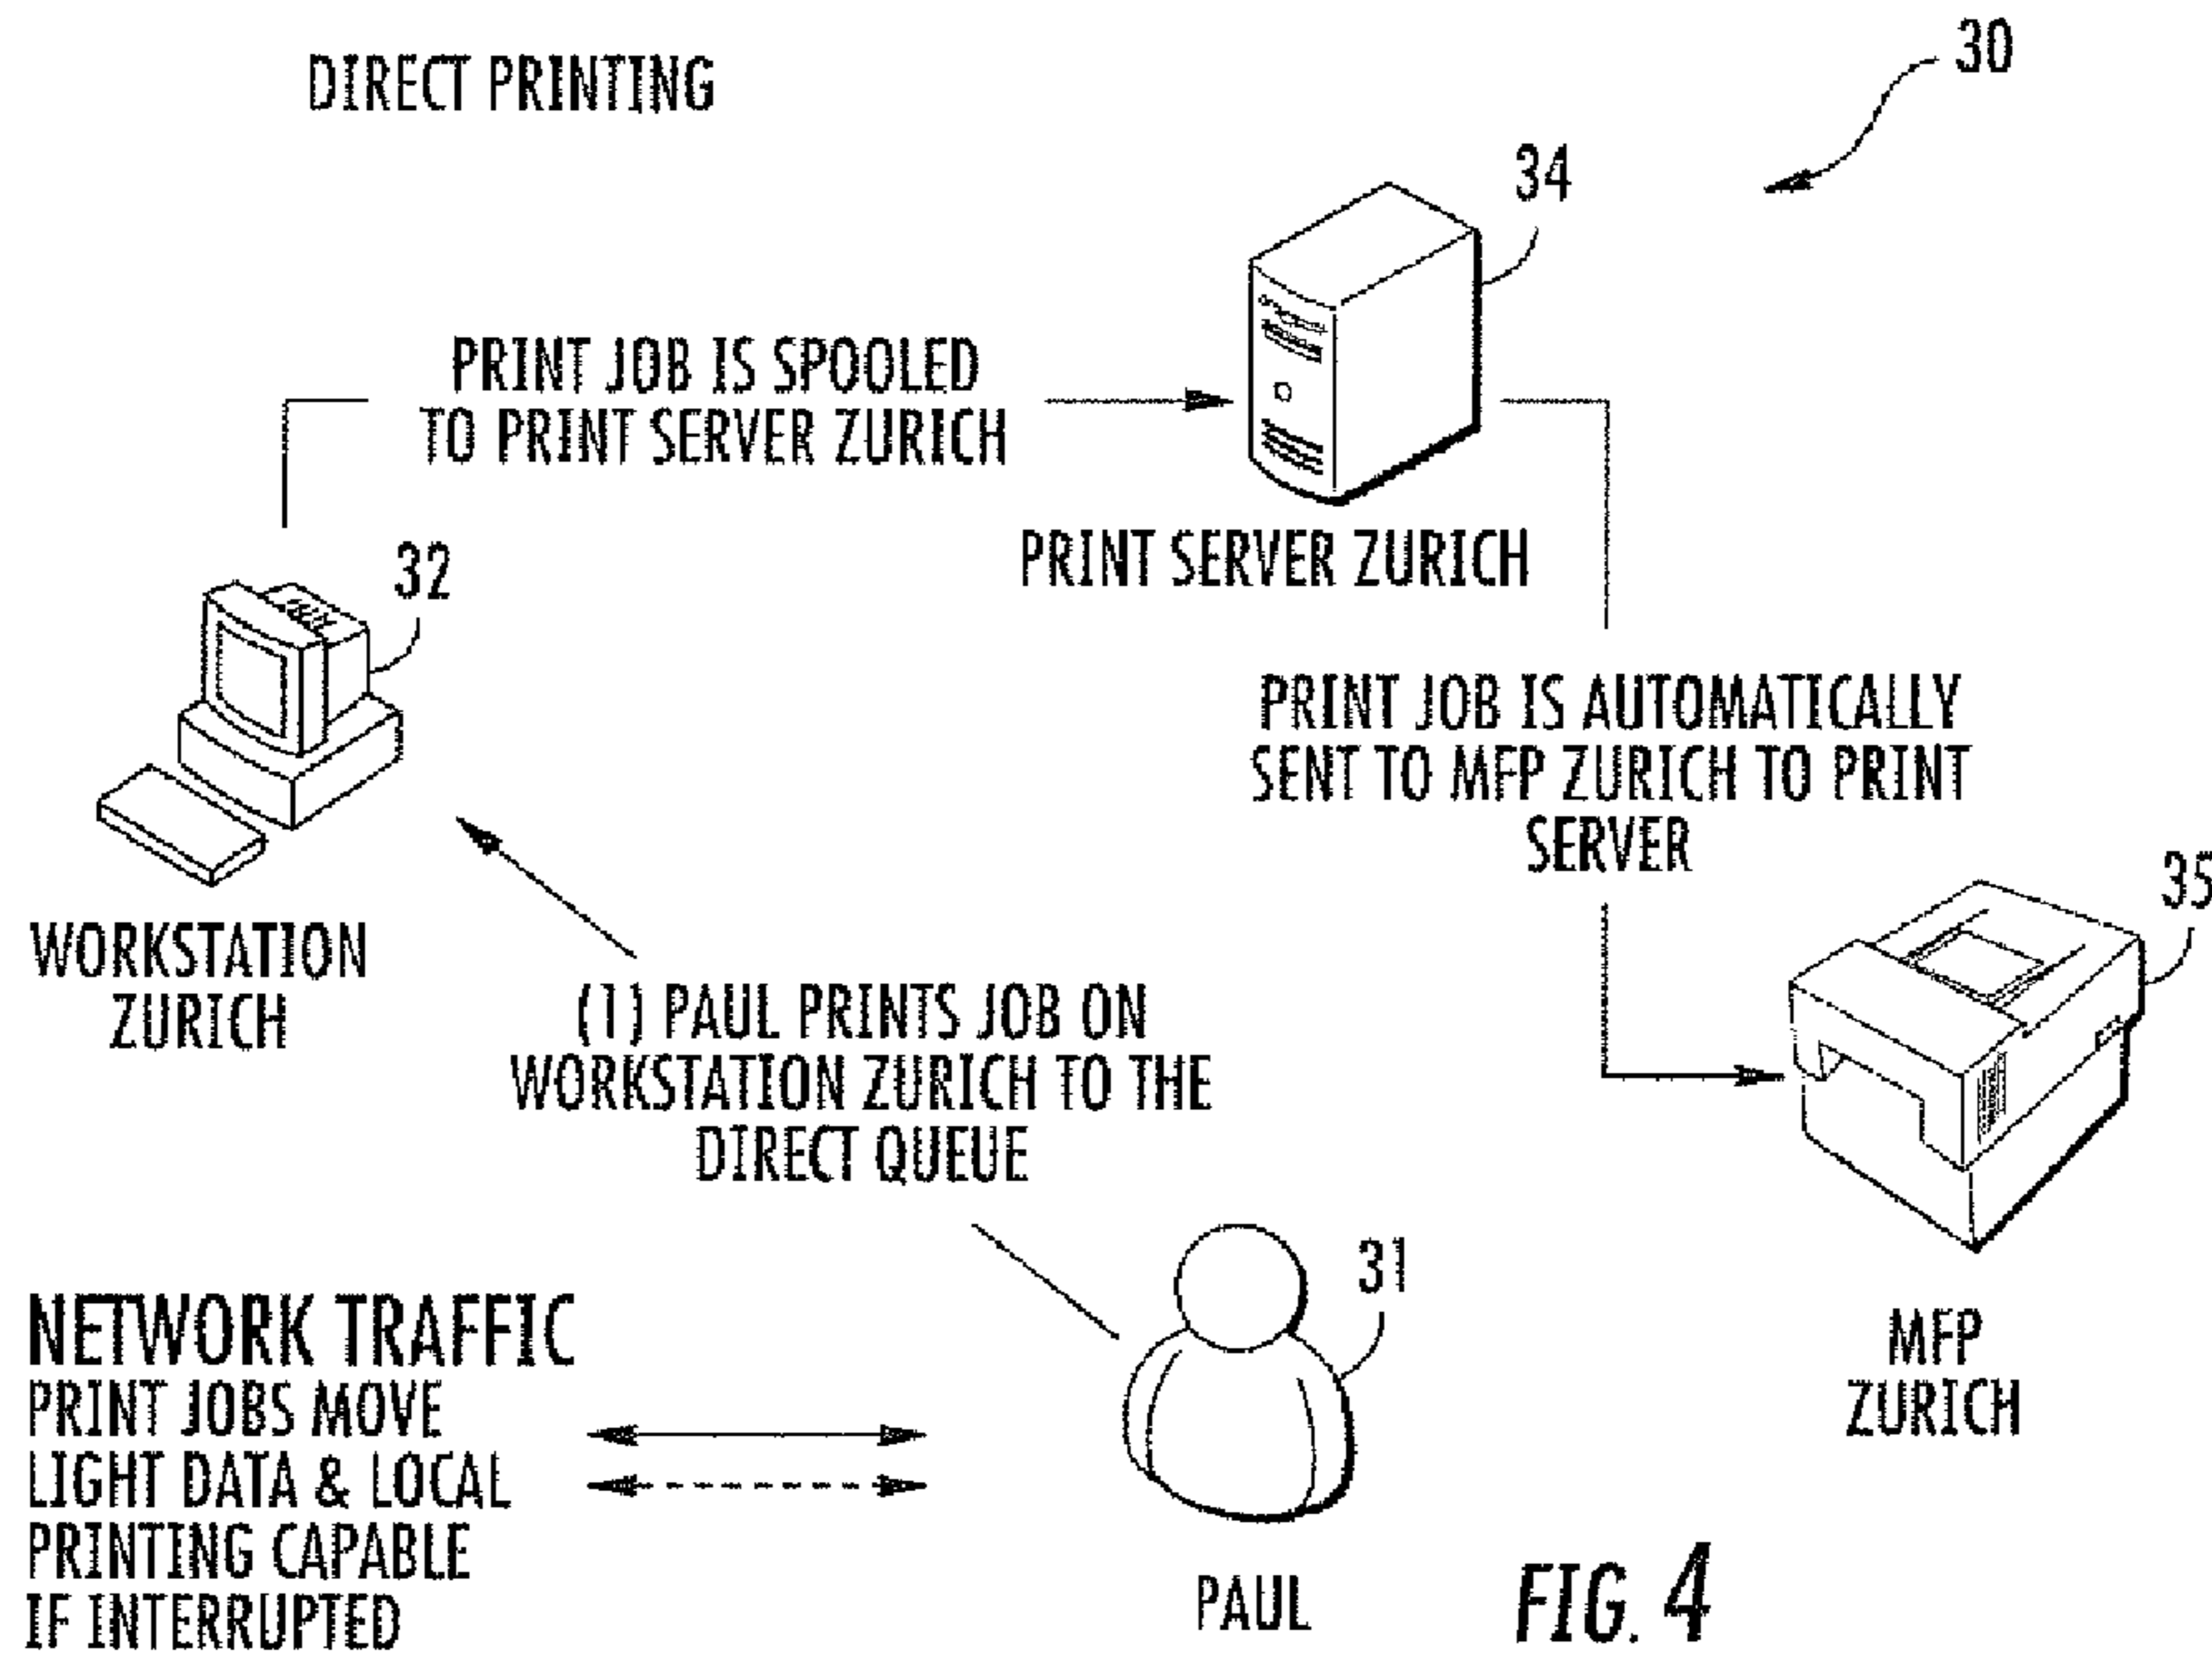 DIRECT PRINTING
30
34
PRINT JOB IS SPOOLED
TO PRINT SERVER ZURICH
PRINT SERVER ZURICH
32
WORKSTATION
ZURICH
PRINT JOB IS AUTOMATICALLY
SENT TO MFP ZURICH TO PRINT
SERVER
35
(1) PAUL PRINTS JOB ON
WORKSTATION ZURICH TO THE
DIRECT QUEUE
31
MFP
ZURICH
NETWORK TRAFFIC
PRINT JOBS MOVE
LIGHT DATA & LOCAL
PRINTING CAPABLE
IF INTERRUPTED
PAUL
FIG. 4